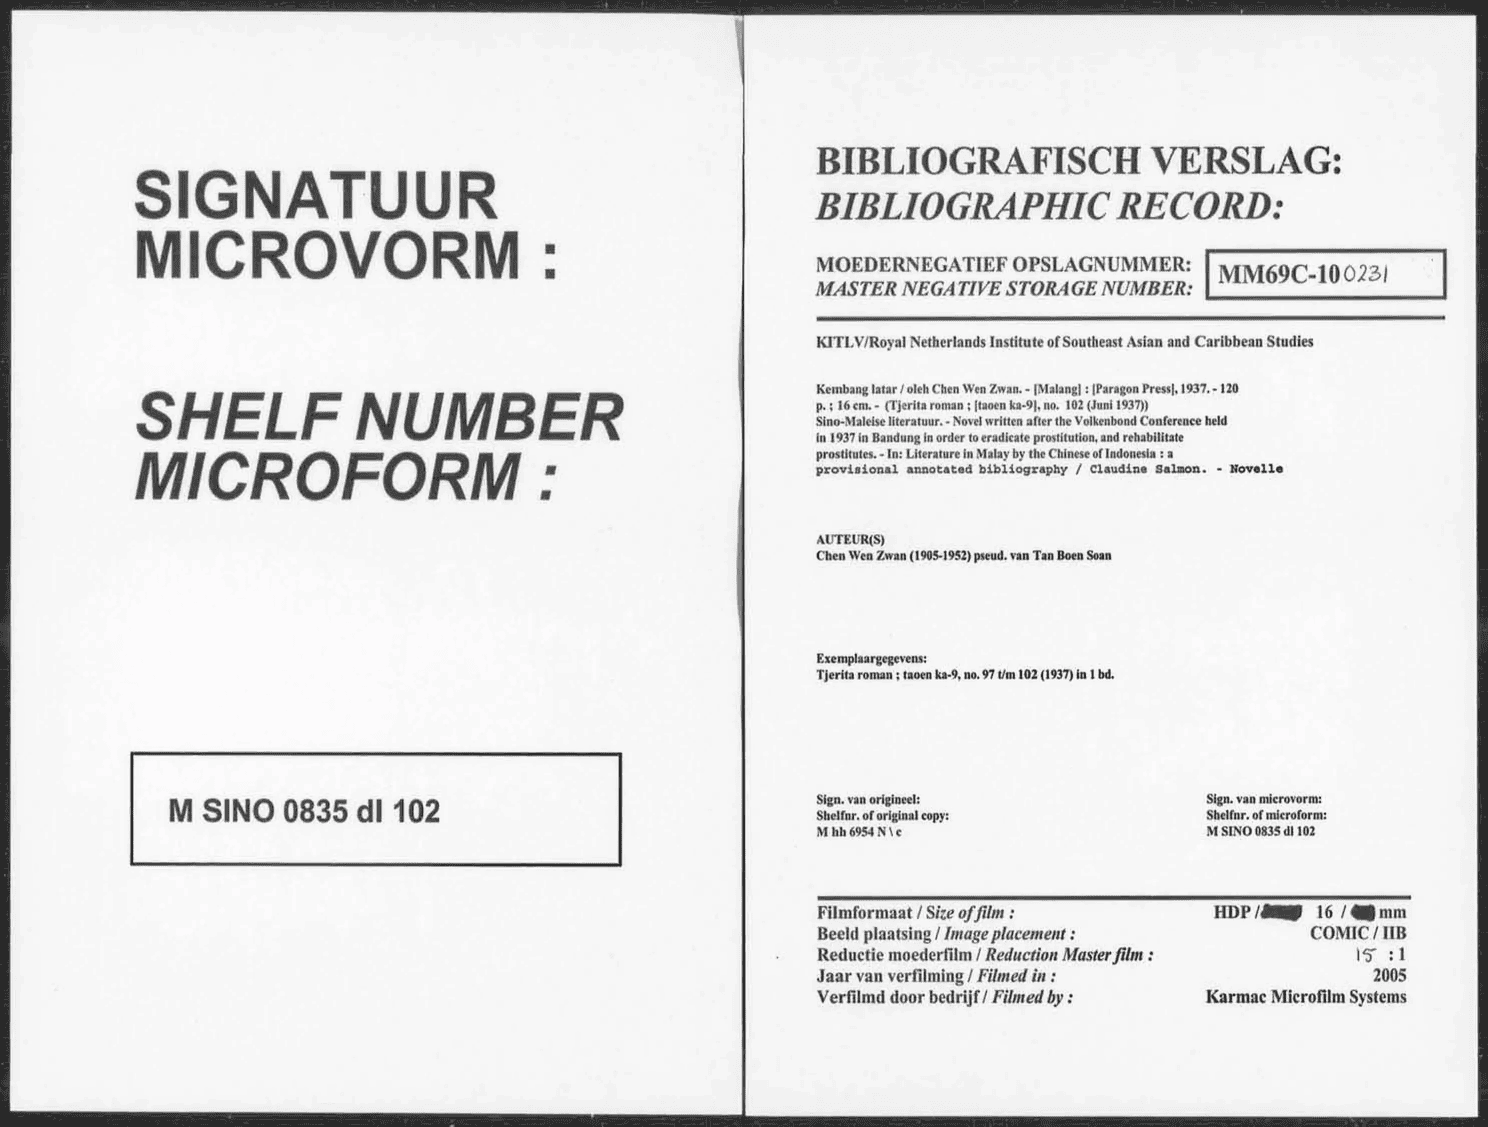 SIGNATUUR
MICROVORM :
SHELF NUMBER
MICROFORM :
M SINO 0835 dl 102
BIBLIOGRAFISCH VERSLAG:
BIBLIOGRAPHIC RECORD:
MOEDERNEGATIEF OPSLAGNUMMER:
MASTER NEGATIVE STORAGE NUMBER:
MM69C-100231
KITLV/Royal Netherlands Institute of Southeast Asian and Caribbean Studies
Kembang latar / oleh Chen Wen Zwan. - [Malang] : [Paragon Press], 1937. - 120
p. ; 16 cm. - (Tjerita roman ; [taoen ka-9], no. 102 (Juni 1937))
Sino-Maleise literatuur. - Novel written after the Volkenbond Conference held
in 1937 in Bandung in order to eradicate prostitution, and rehabilitate
prostitutes. - In: Literature in Malay by the Chinese of Indonesia : a
provisional annotated bibliography / Claudine Salmon. - Novelle
AUTEUR(S)
Chen Wen Zwan (1905-1952) pseud. van Tan Boen Soan
Exemplaargegevens:
Tjerita roman ; taoen ka-9, no. 97 t/m 102 (1937) in 1 bd.
Sign. van origineel:
Shelfnr. of original copy:
M hh 6954 N \ c
Sign. van microvorm:
Shelfnr. of microform:
M SINO 0835 dl 102
Filmformaat / Size of film : HDP / 16 / mm
Beeld plaatsing / Image placement : COMIC / IIB
Reductie moederfilm / Reduction Master film : 15 : 1
Jaar van verfilming / Filmed in : 2005
Verfilmd door bedrijf / Filmed by : Karmac Microfilm Systems